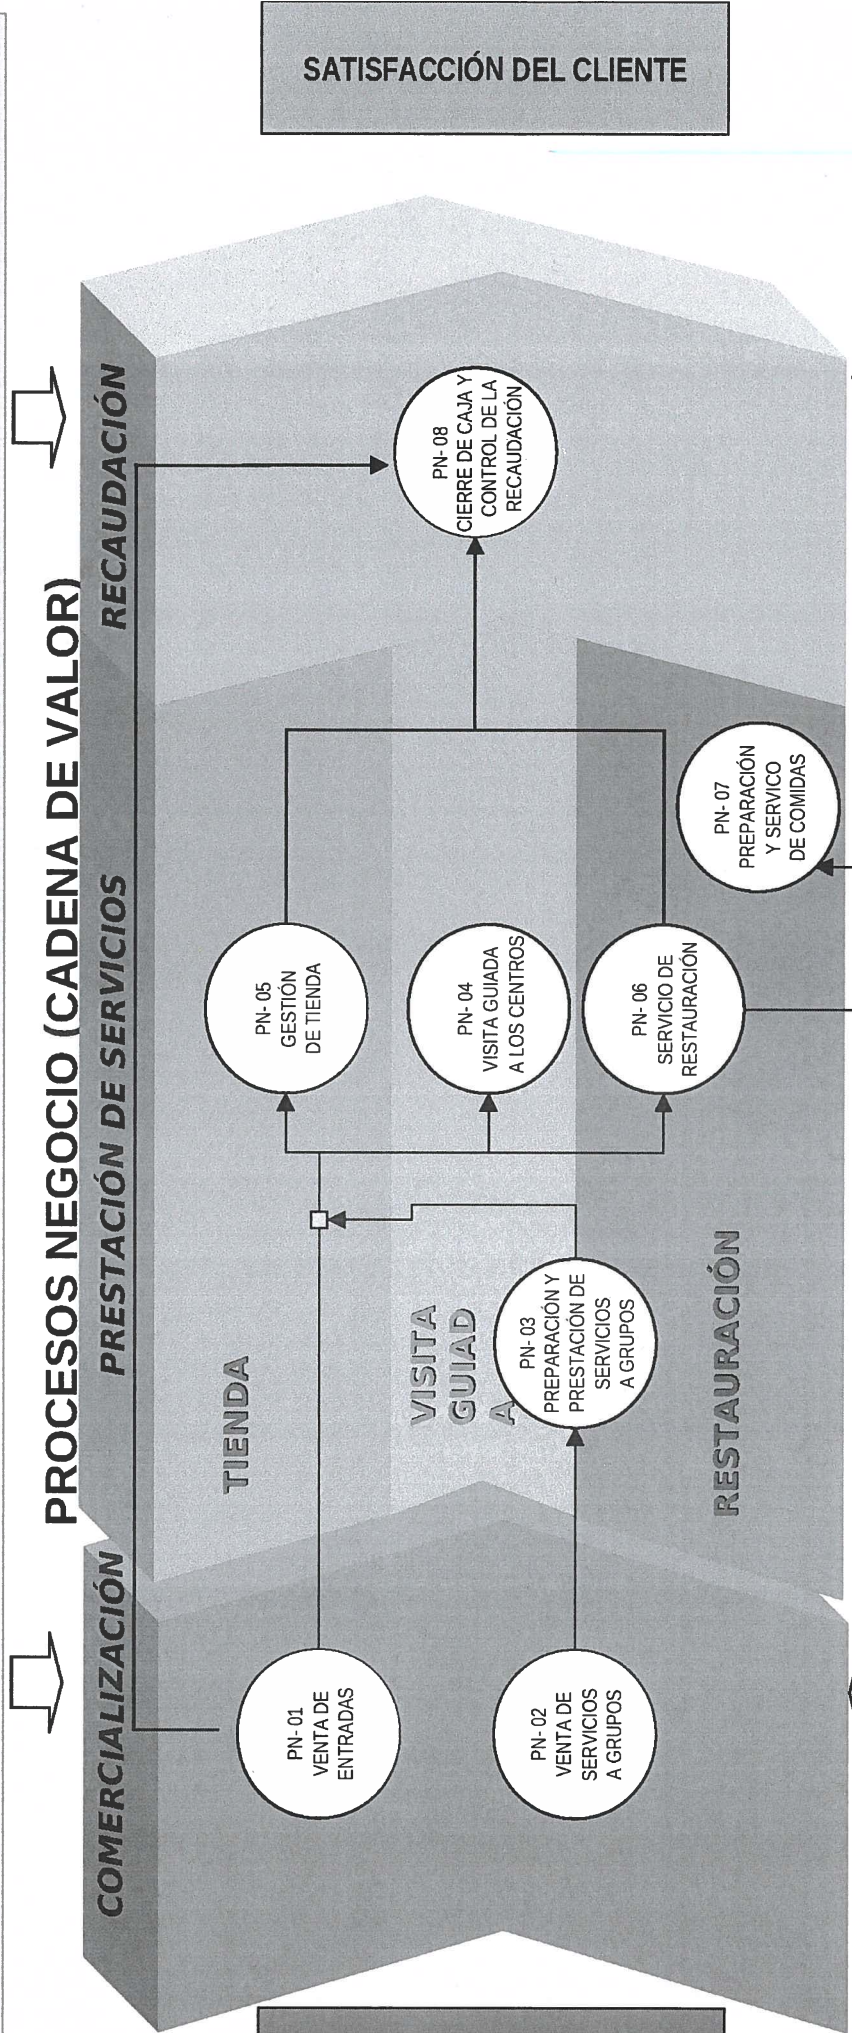 SATISFACCIÓN DEL CLIENTE
PROCESOS NEGOCIO (CADENA DE VALOR)
COMERCIALIZACIÓN
PRESTACIÓN DE SERVICIOS
RECAUDACIÓN
TIENDA
VISITA
GUIAD
A
RESTAURACIÓN
PN- 01
VENTA DE
ENTRADAS
PN- 02
VENTA DE
SERVICIOS
A GRUPOS
PN- 03
PREPARACIÓN Y
PRESTACIÓN DE
SERVICIOS
A GRUPOS
PN- 05
GESTIÓN
DE TIENDA
PN- 04
VISITA GUIADA
A LOS CENTROS
PN- 06
SERVICIO DE
RESTAURACIÓN
PN- 07
PREPARACIÓN
Y SERVICO
DE COMIDAS
PN- 08
CIERRE DE CAJA Y
CONTROL DE LA
RECAUDACIÓN